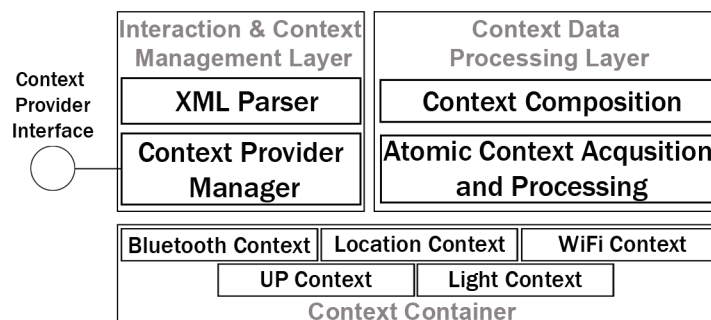 Context
Provider
Interface
Interaction & Context
Management Layer
XML Parser
Context Provider
Manager
Context Data
Processing Layer
Context Composition
Atomic Context Acqusition
and Processing
Bluetooth Context
Location Context
WiFi Context
UP Context
Light Context
Context Container